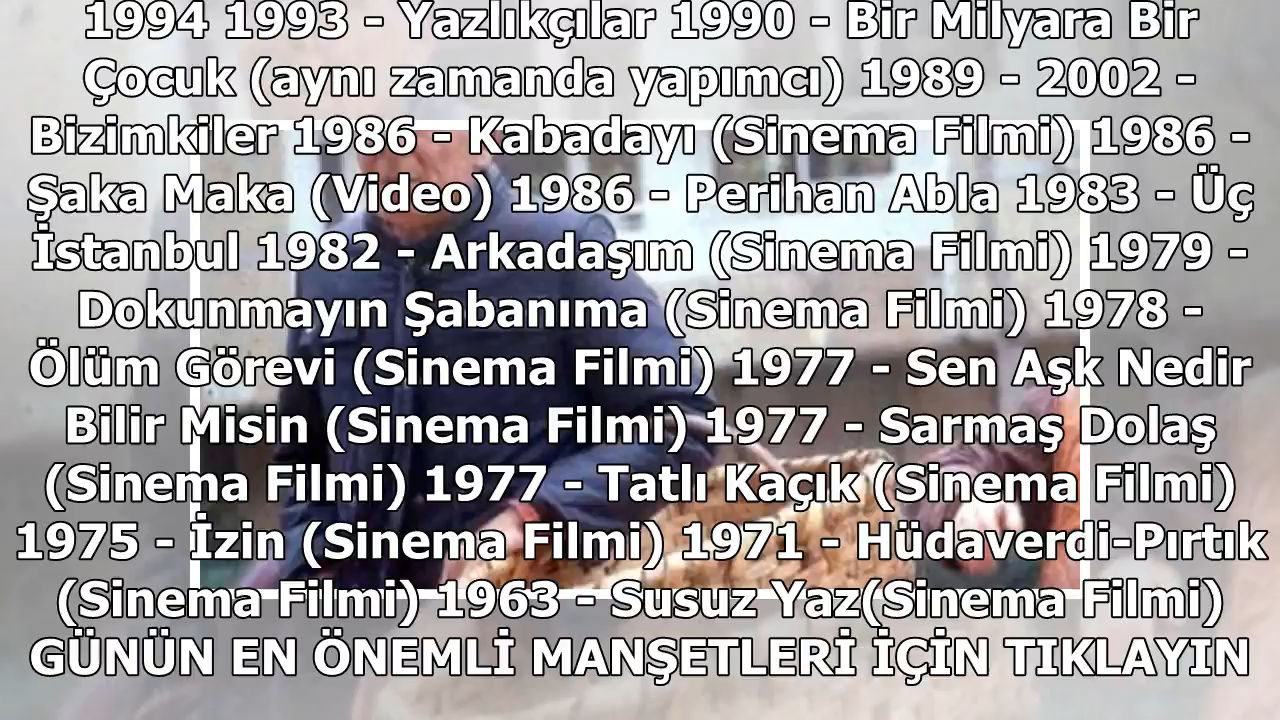 1994 1993 - Yazlıkçılar 1990 - Bir Milyara Bir
Çocuk (aynı zamanda yapımcı) 1989 - 2002 -
Bizimkiler 1986 - Kabadayı (Sinema Filmi) 1986 -
Şaka Maka (Video) 1986 - Perihan Abla 1983 - Üç
İstanbul 1982 - Arkadaşım (Sinema Filmi) 1979 -
Dokunmayın Şabanıma (Sinema Filmi) 1978 -
Ölüm Görevi (Sinema Filmi) 1977 - Sen Aşk Nedir
Bilir Misin (Sinema Filmi) 1977 - Sarmaş Dolaş
(Sinema Filmi) 1977 - Tatlı Kaçık (Sinema Filmi)
1975 - İzin (Sinema Filmi) 1971 - Hüdaverdi-Pırtık
(Sinema Filmi) 1963 - Susuz Yaz(Sinema Filmi)
GÜNÜN EN ÖNEMLİ MANŞETLERİ İÇİN TIKLAYIN